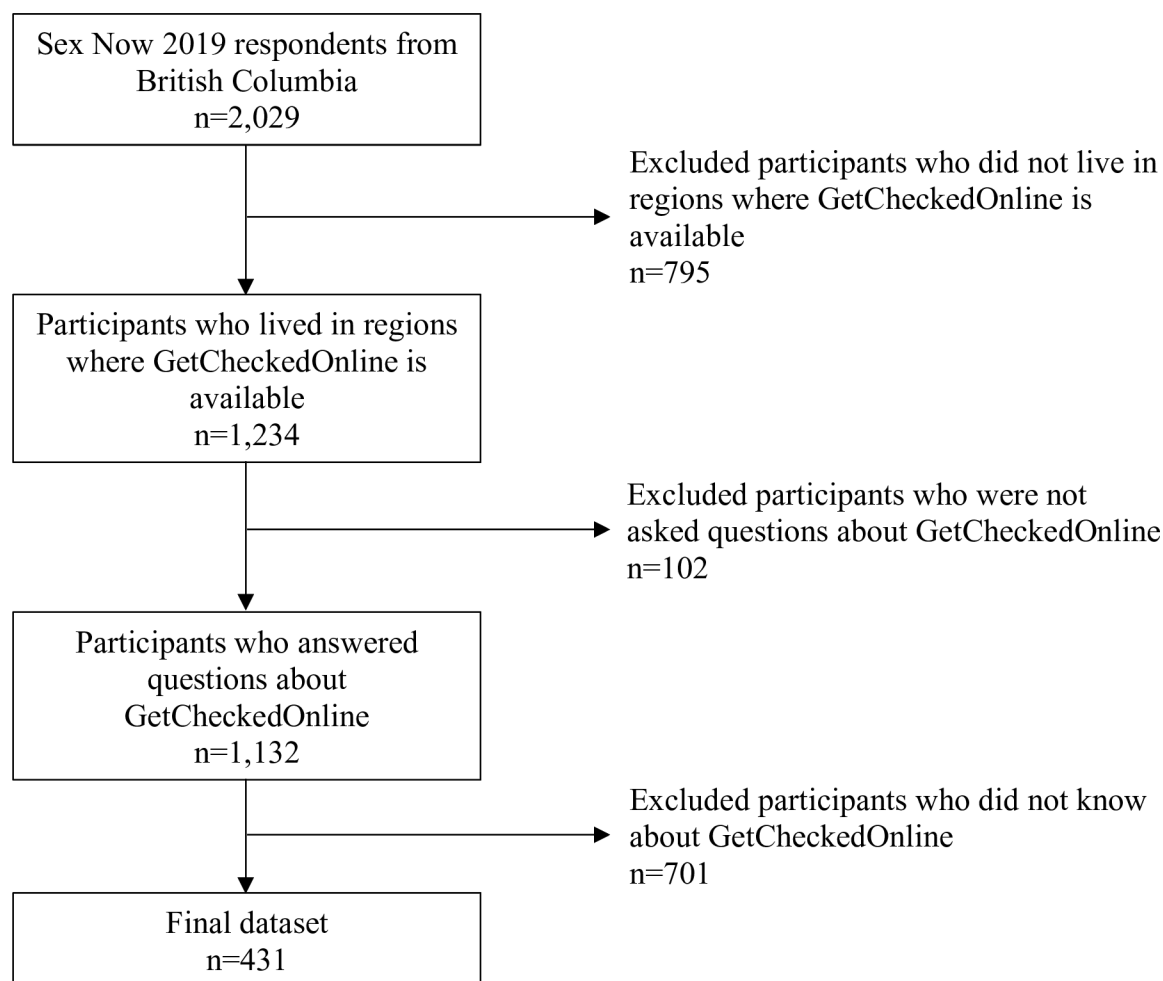 Sex Now 2019 respondents from
British Columbia
n=2,029
Excluded participants who did not live in
regions where GetCheckedOnline is
available
n=795
Participants who lived in regions
where GetCheckedOnline is
available
n=1,234
Excluded participants who were not
asked questions about GetCheckedOnline
n=102
Participants who answered
questions about
GetCheckedOnline
n=1,132
Excluded participants who did not know
about GetCheckedOnline
n=701
Final dataset
n=431